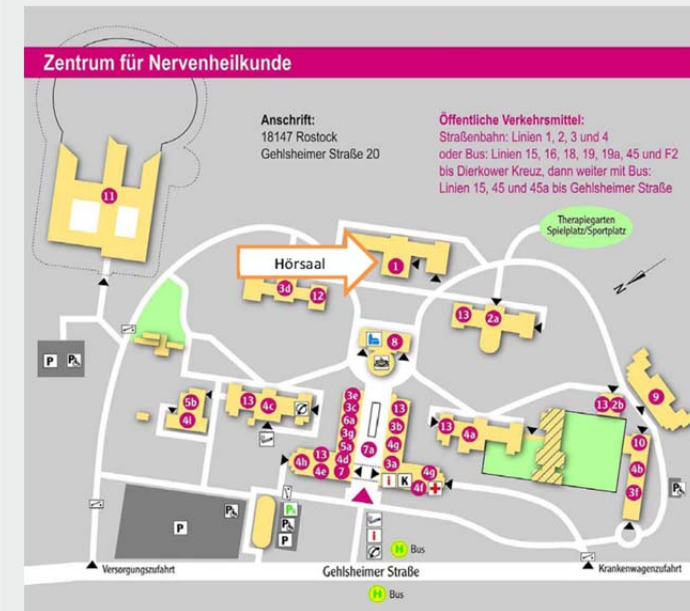 Zentrum für Nervenheilkunde
Anschrift:
18147 Rostock
Gehlsheimer Straße 20
Öffentliche Verkehrsmittel:
Straßenbahn: Linien 1, 2, 3 und 4
oder Bus: Linien 15, 16, 18, 19, 19a, 45 und F2
bis Dierkower Kreuz, dann weiter mit Bus:
Linien 15, 45 und 45a bis Gehlsheimer Straße
11
Therapiegarten
Spielplatz/Sportplatz
Hörsaal
1
3d
12
13
2a
N
8
P
P
9
5b
4i
13
4c
3e
3c
6a
3g
5a
4d
13
4h
4e
7
7a
13
3b
4g
3a
i
K
4g
4f
13
4a
13
2b
10
4b
3f
P
P
P
P
P
P
i
H Bus
Versorgungszufahrt
Gehlsheimer Straße
Krankenwagenzufahrt
H Bus